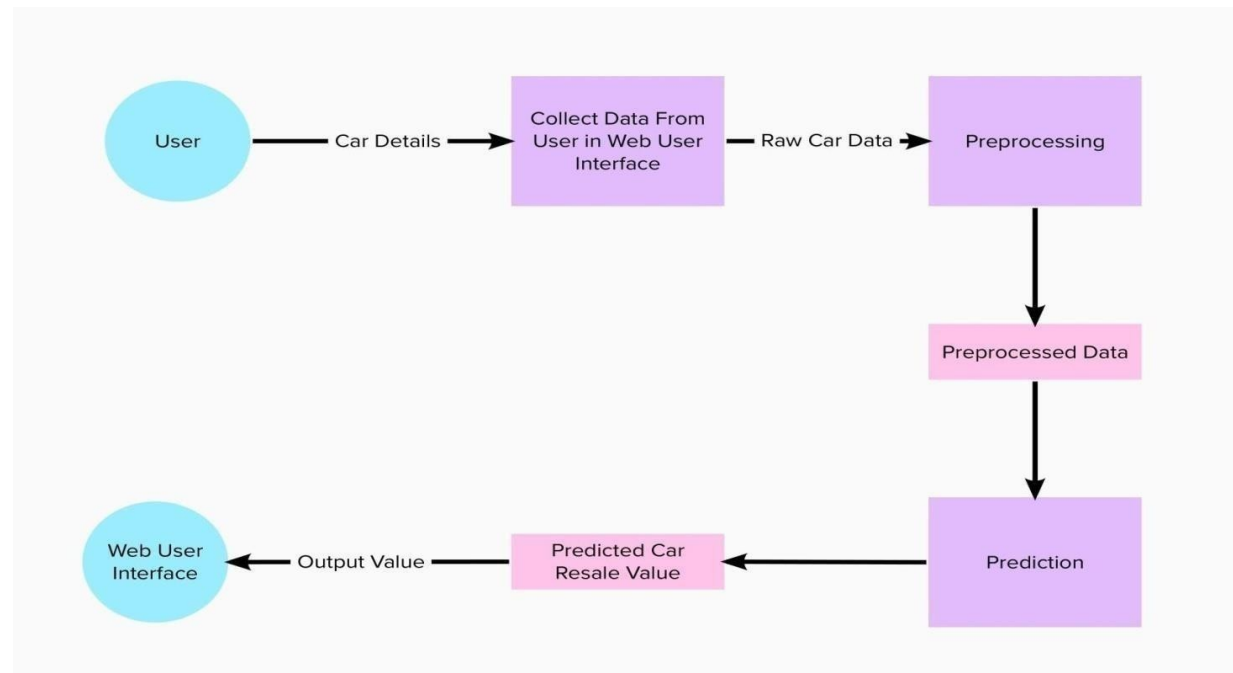 User
Car Details
Collect Data From
User in Web User
Interface
Raw Car Data
Preprocessing
Preprocessed Data
Prediction
Predicted Car
Resale Value
Output Value
Web User
Interface